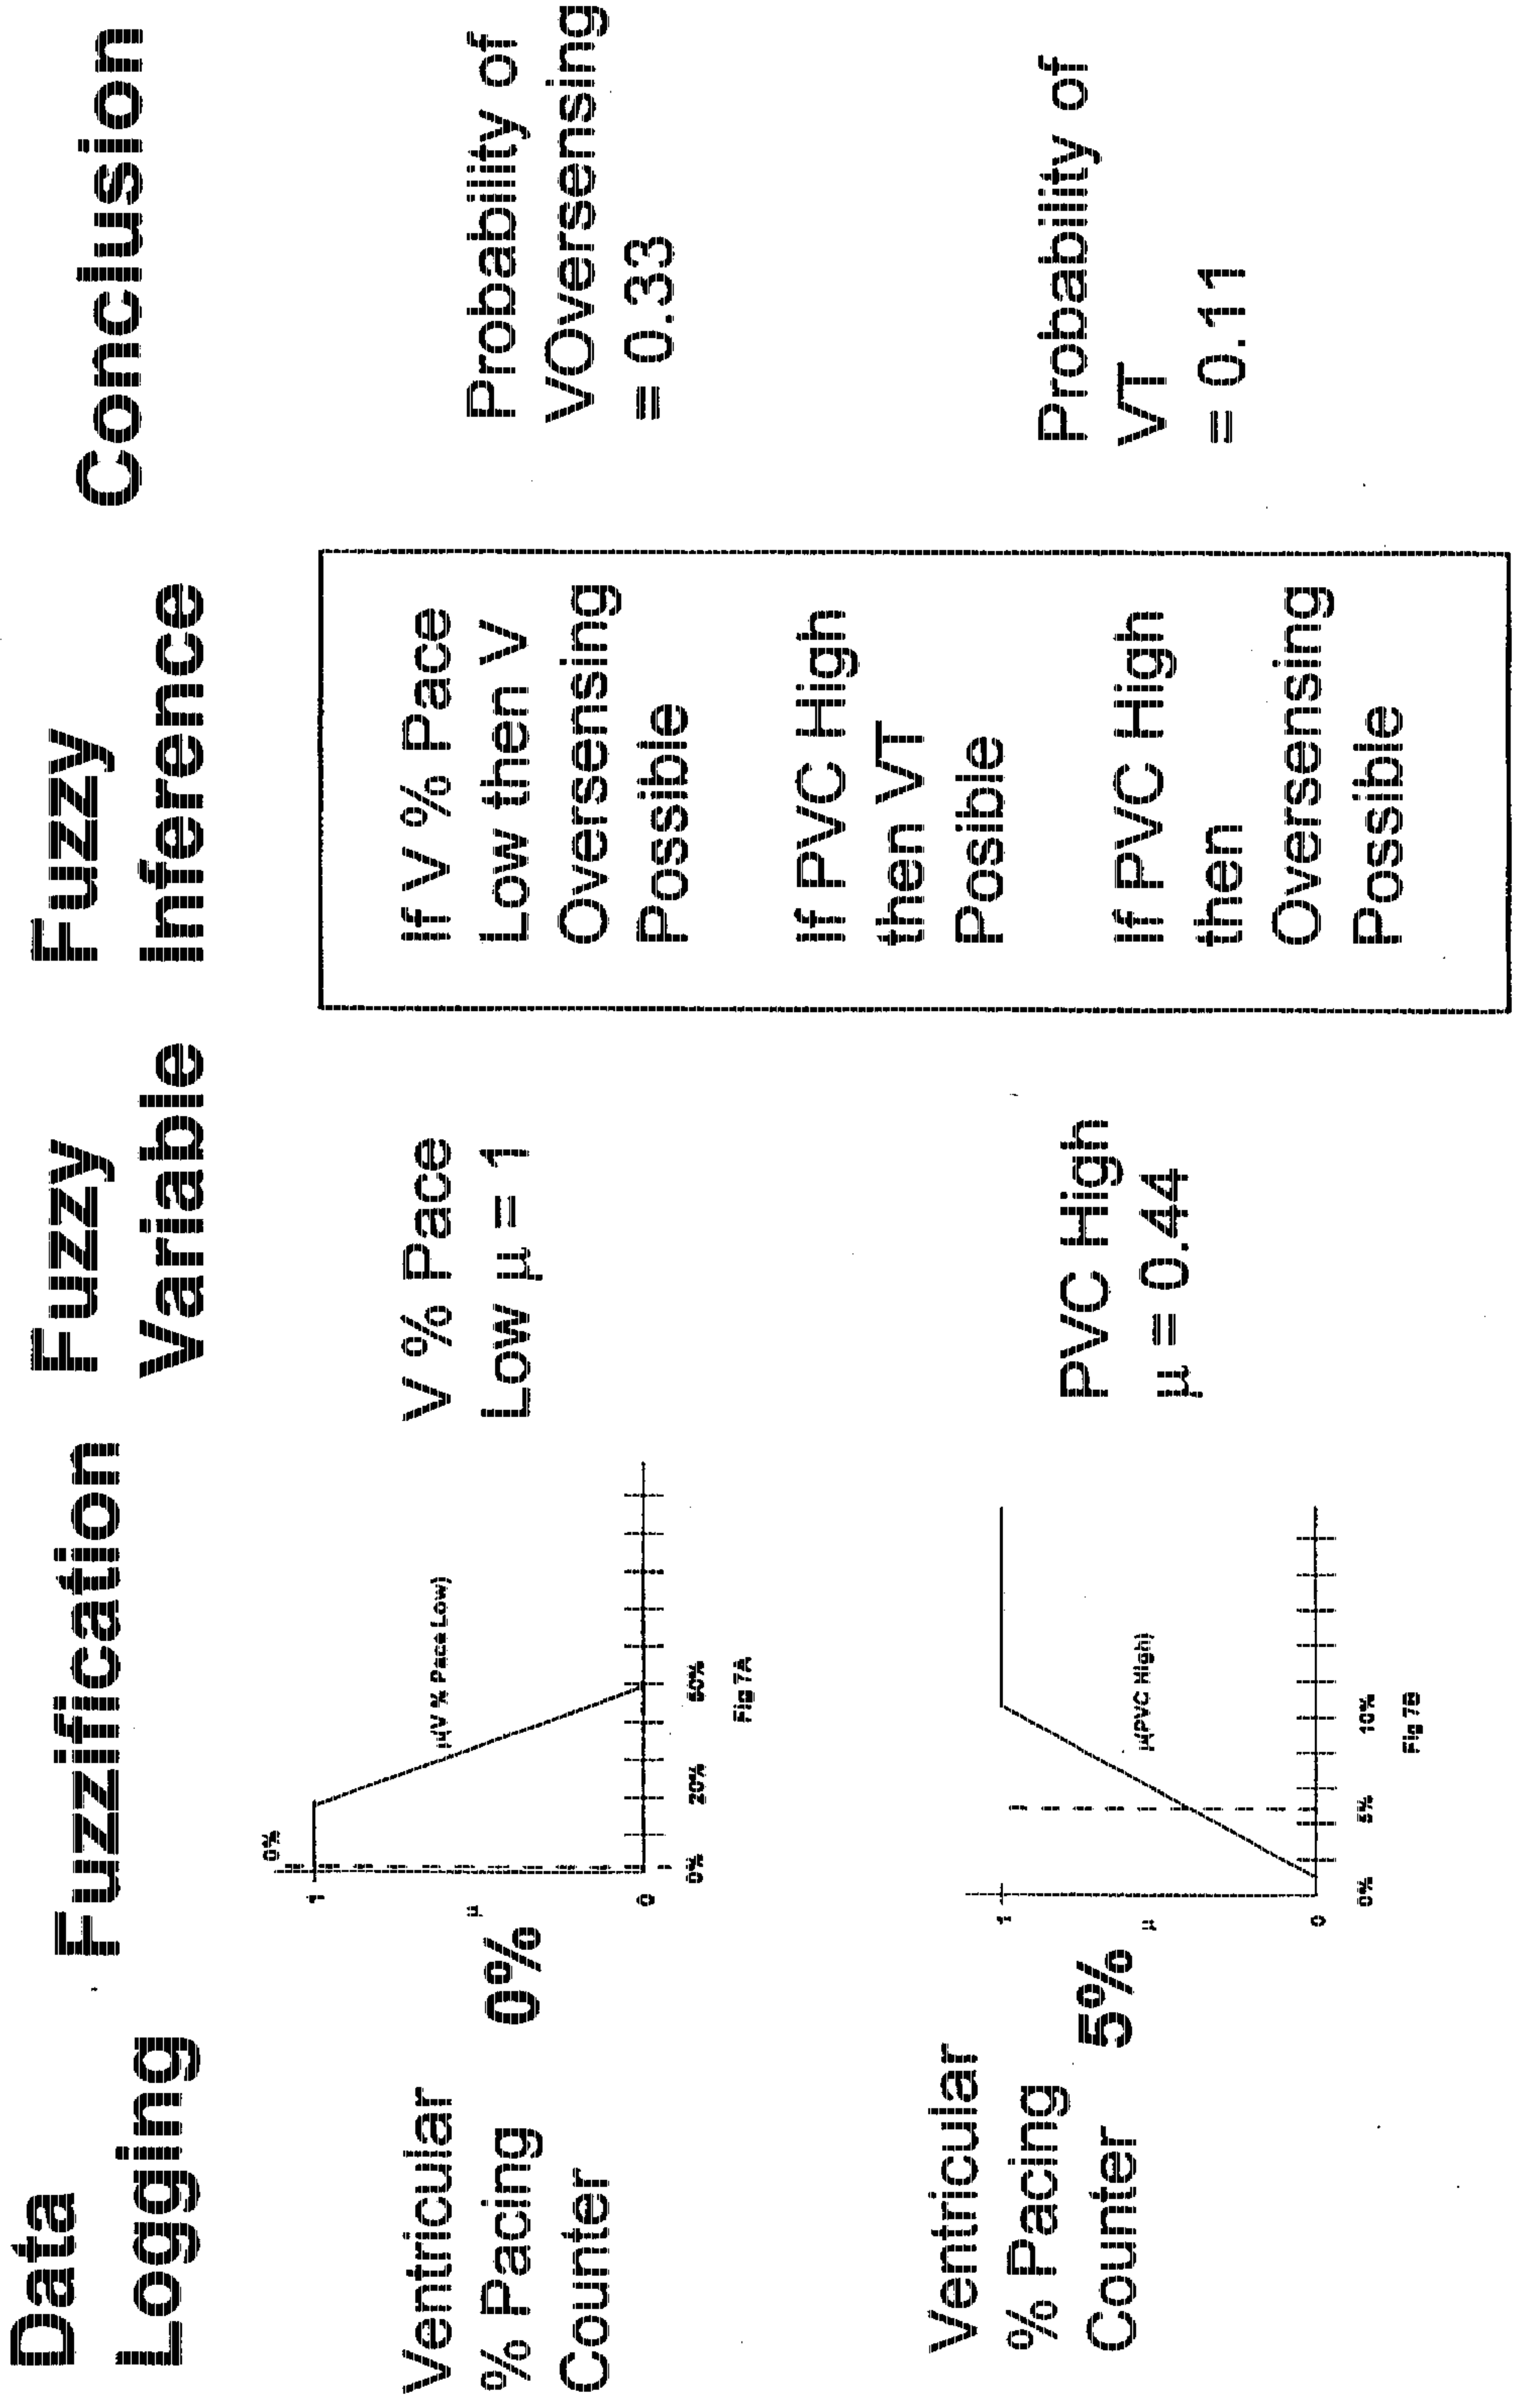 Data
Logging
Fuzzification
Fuzzy
Variable
Fuzzy
Inference
Conclusion
Ventricular
% Pacing
Counter
0%
0%
1
μ
0
μ(V % Pace Low)
0%
20%
50%
Fig 7A
V % Pace
Low μ = 1
If V % Pace
Low then V
Oversensing
Possible
If PVC High
then VT
Posible
If PVC High
then
Oversensing
Possible
Probability of
VOversensing
= 0.33
Ventricular
% Pacing
Counter
5%
1
μ
0
μ(PVC High)
0%
5%
10%
Fig 7B
PVC High
μ = 0.44
Probability of
VT
= 0.11